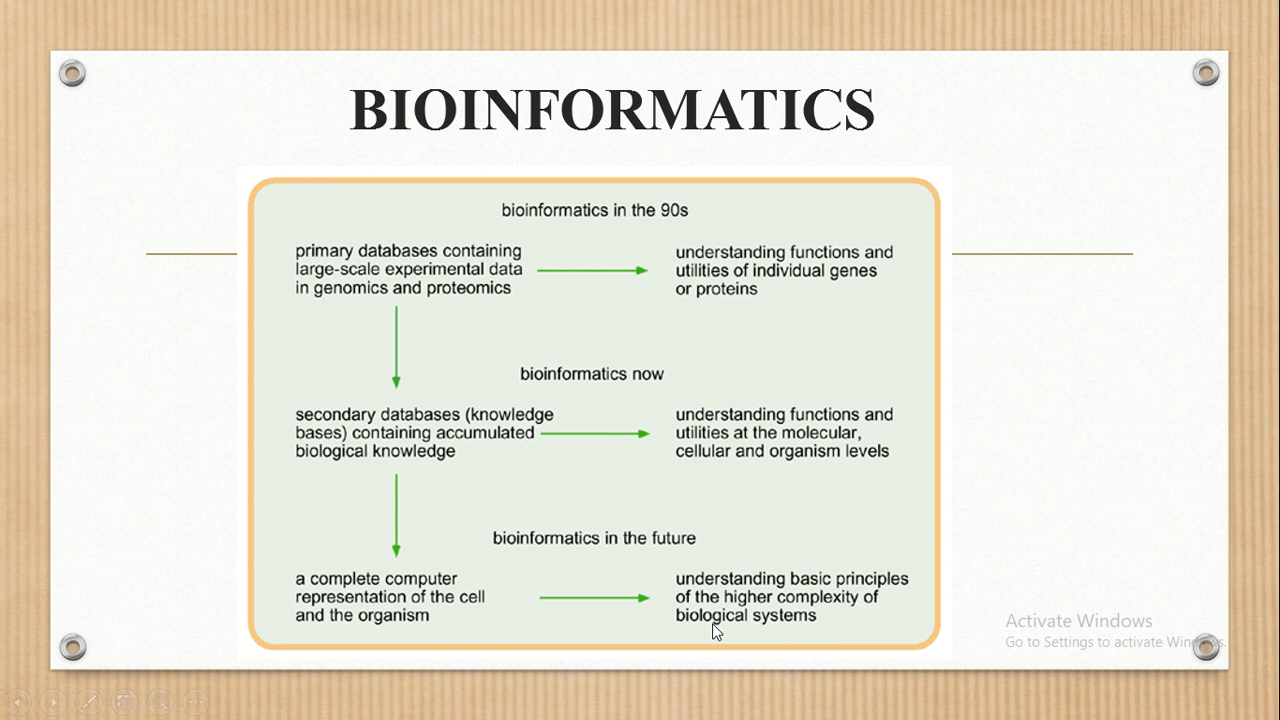 BIOINFORMATICS
bioinformatics in the 90s
primary databases containing
large-scale experimental data
in genomics and proteomics
understanding functions and
utilities of individual genes
or proteins
bioinformatics now
secondary databases (knowledge
bases) containing accumulated
biological knowledge
understanding functions and
utilities at the molecular,
cellular and organism levels
bioinformatics in the future
a complete computer
representation of the cell
and the organism
understanding basic principles
of the higher complexity of
biological systems
Activate Windows
Go to Settings to activate Windows.